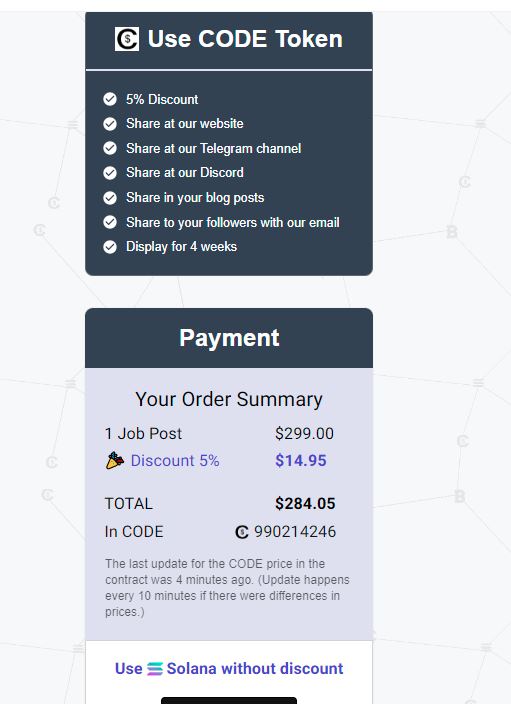 Use CODE Token
5% Discount
Share at our website
Share at our Telegram channel
Share at our Discord
Share in your blog posts
Share to your followers with our email
Display for 4 weeks
Payment
Your Order Summary
1 Job Post $299.00
Discount 5% $14.95
TOTAL $284.05
In CODE 990214246
The last update for the CODE price in the
contract was 4 minutes ago. (Update happens
every 10 minutes if there were differences in
prices.)
Use Solana without discount